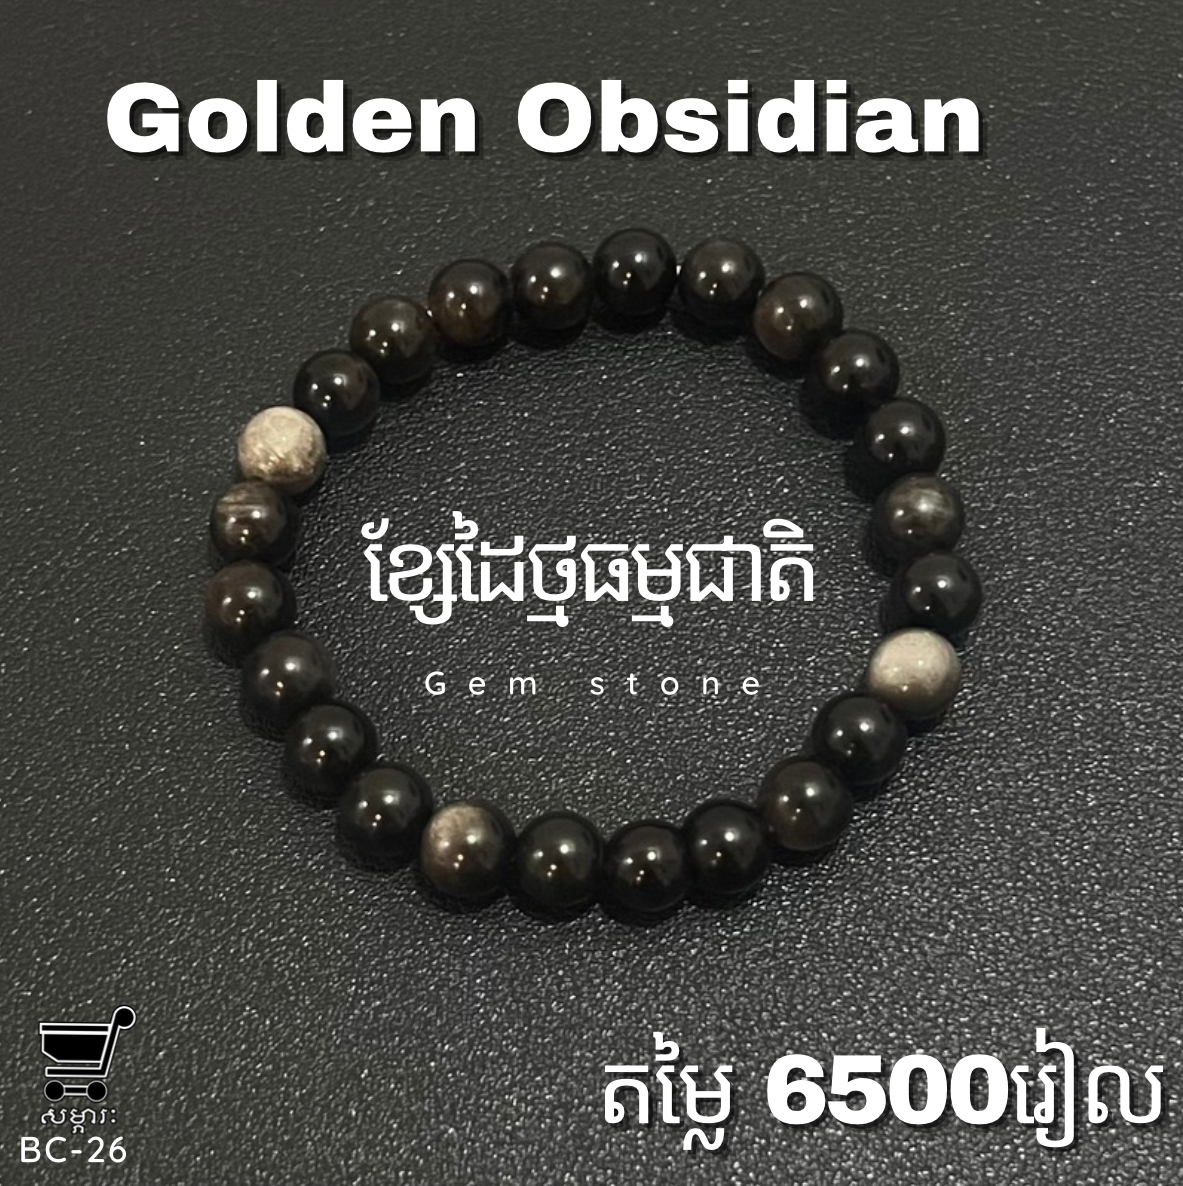 Golden Obsidian
ខ្សែដៃថ្មធម្មជាតិ
Gem stone
តម្លៃ 6500រៀល
សម្ភារៈ
BC-26